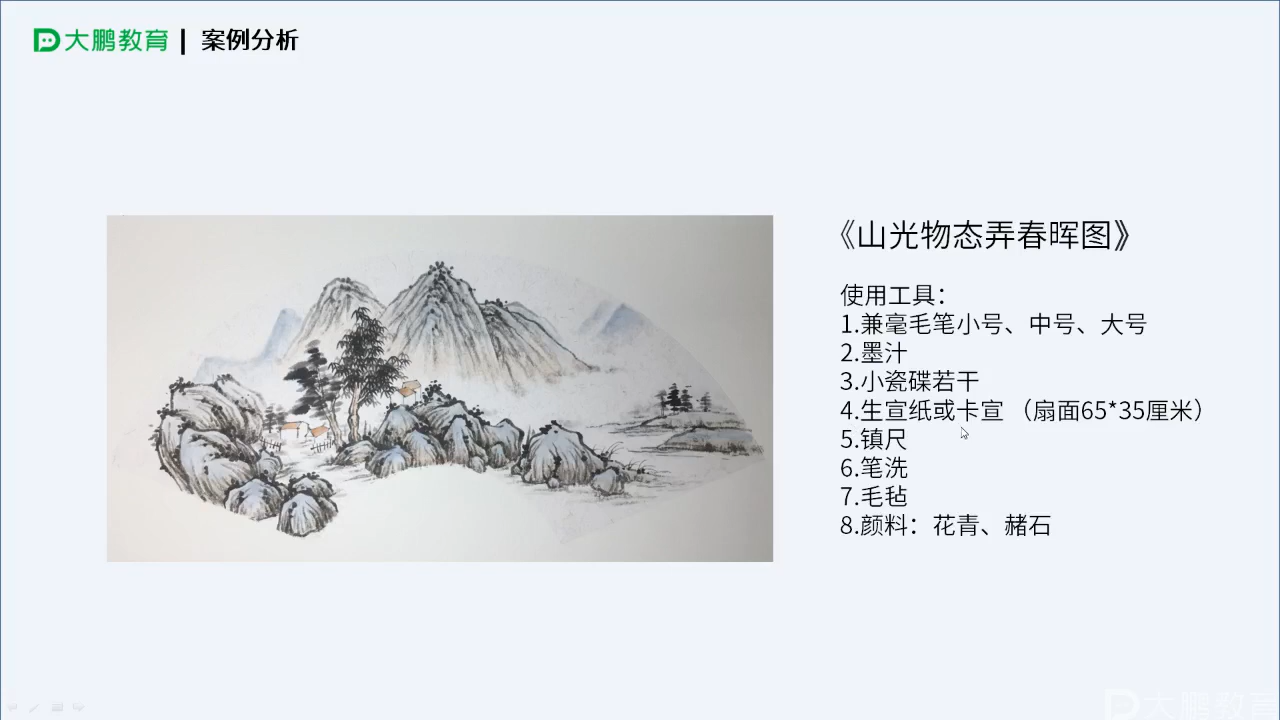 大鹏教育 | 案例分析
《山光物态弄春晖图》
使用工具：
1.兼毫毛笔小号、中号、大号
2.墨汁
3.小瓷碟若干
4.生宣纸或卡宣 （扇面65*35厘米）
5.镇尺
6.笔洗
7.毛毡
8.颜料：花青、赭石
大鹏教育